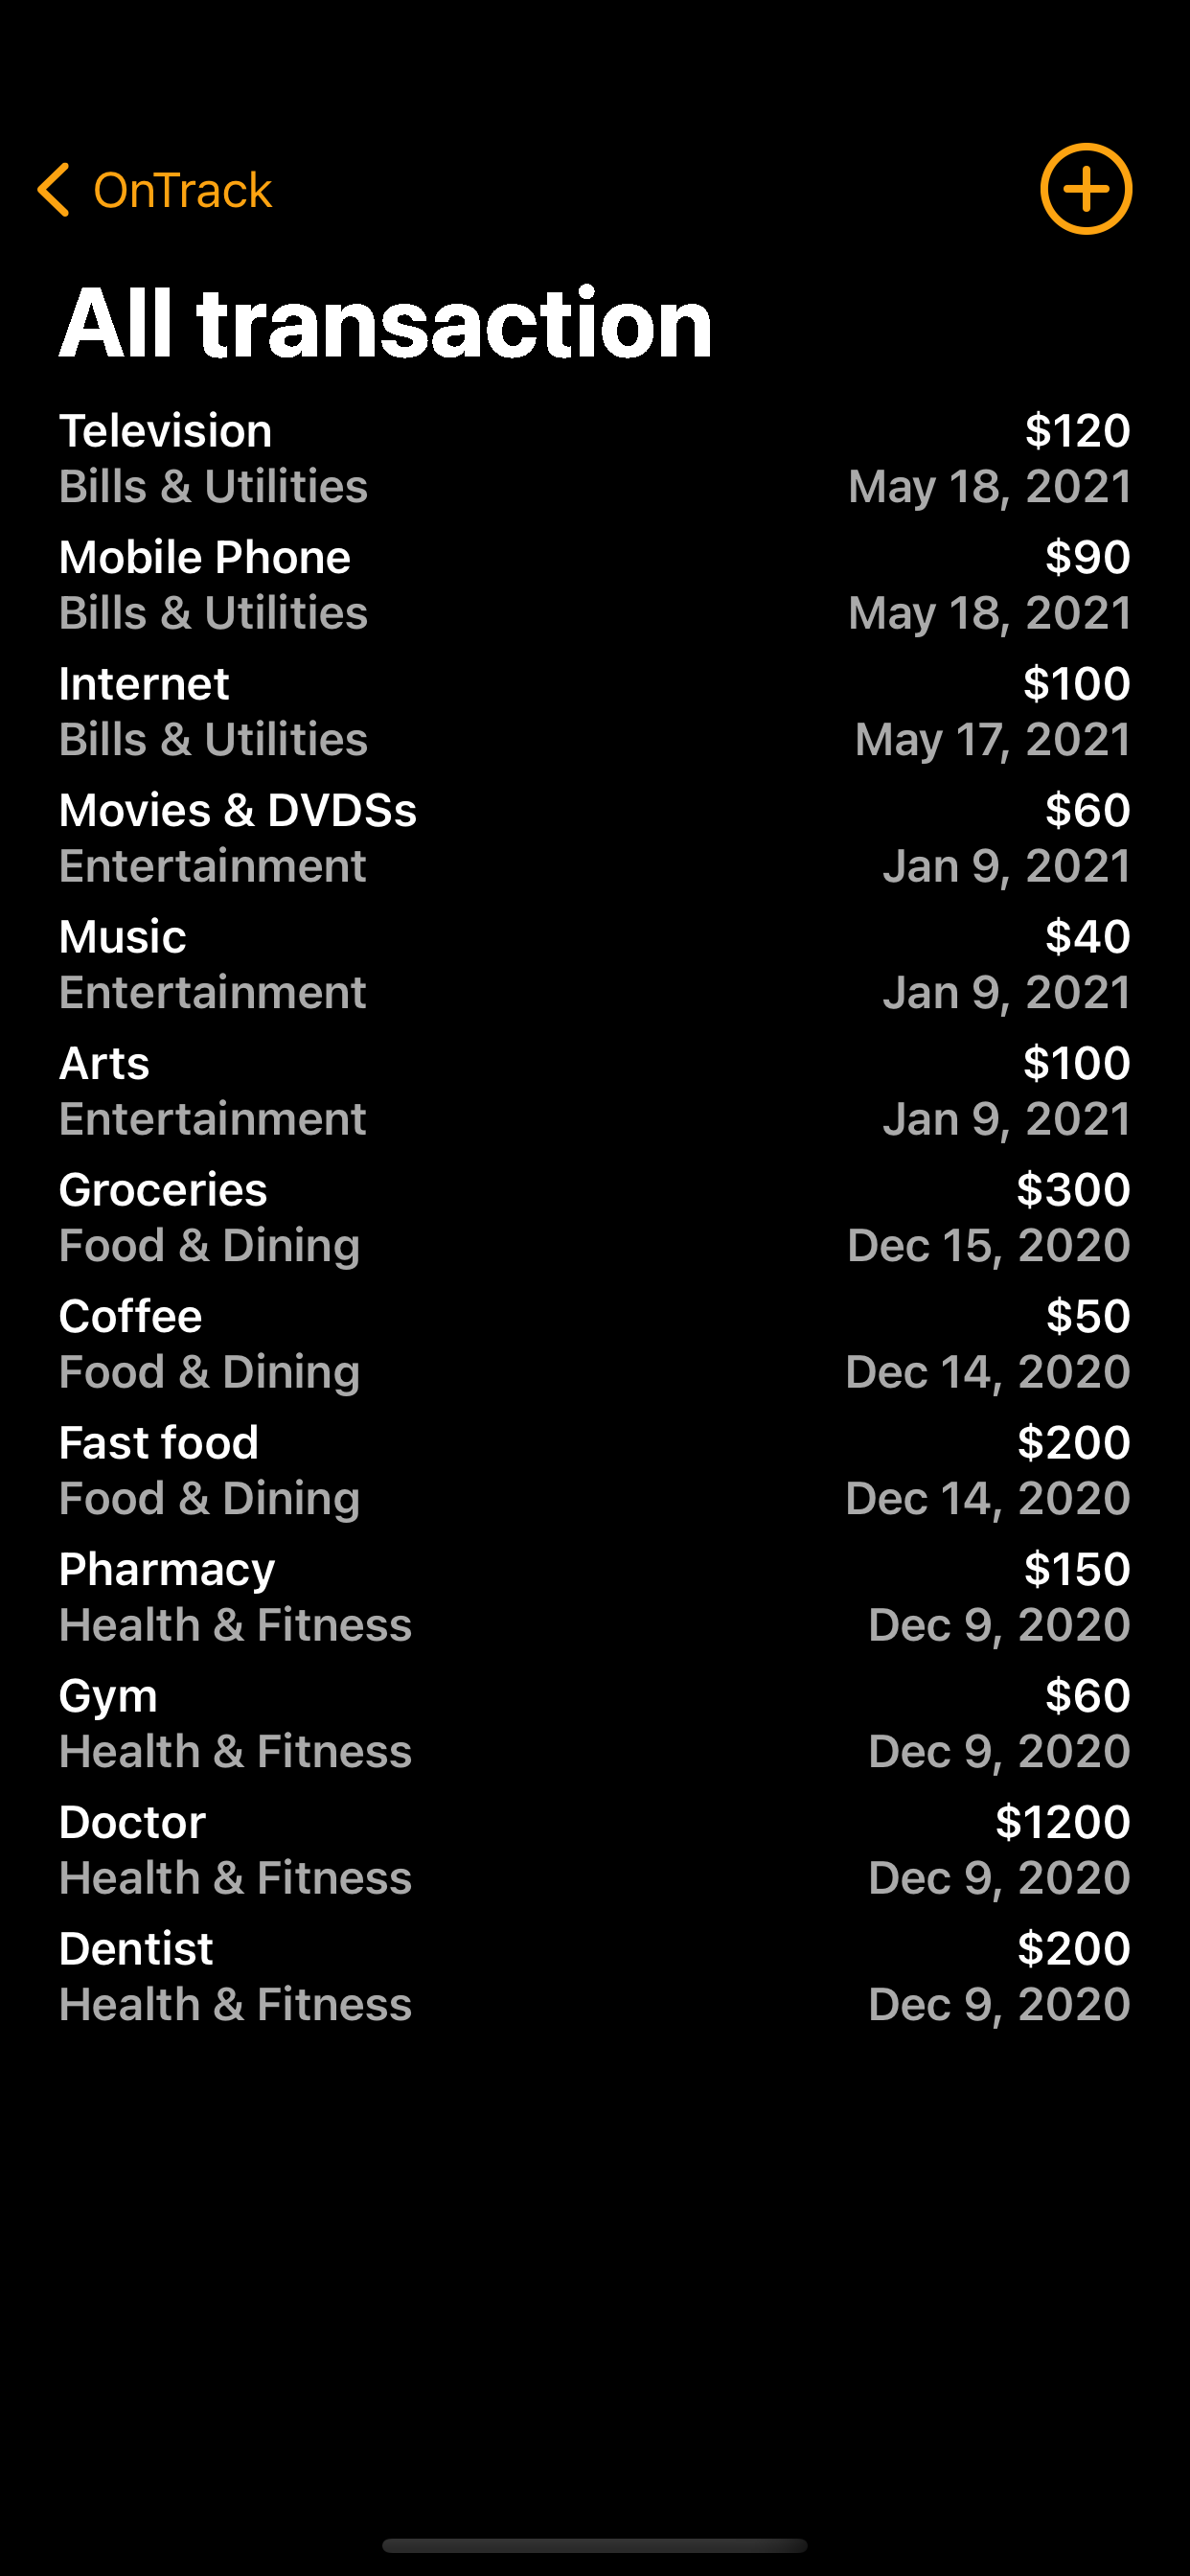 OnTrack
All transaction
Television $120
Bills & Utilities May 18, 2021
Mobile Phone $90
Bills & Utilities May 18, 2021
Internet $100
Bills & Utilities May 17, 2021
Movies & DVDSs $60
Entertainment Jan 9, 2021
Music $40
Entertainment Jan 9, 2021
Arts $100
Entertainment Jan 9, 2021
Groceries $300
Food & Dining Dec 15, 2020
Coffee $50
Food & Dining Dec 14, 2020
Fast food $200
Food & Dining Dec 14, 2020
Pharmacy $150
Health & Fitness Dec 9, 2020
Gym $60
Health & Fitness Dec 9, 2020
Doctor $1200
Health & Fitness Dec 9, 2020
Dentist $200
Health & Fitness Dec 9, 2020